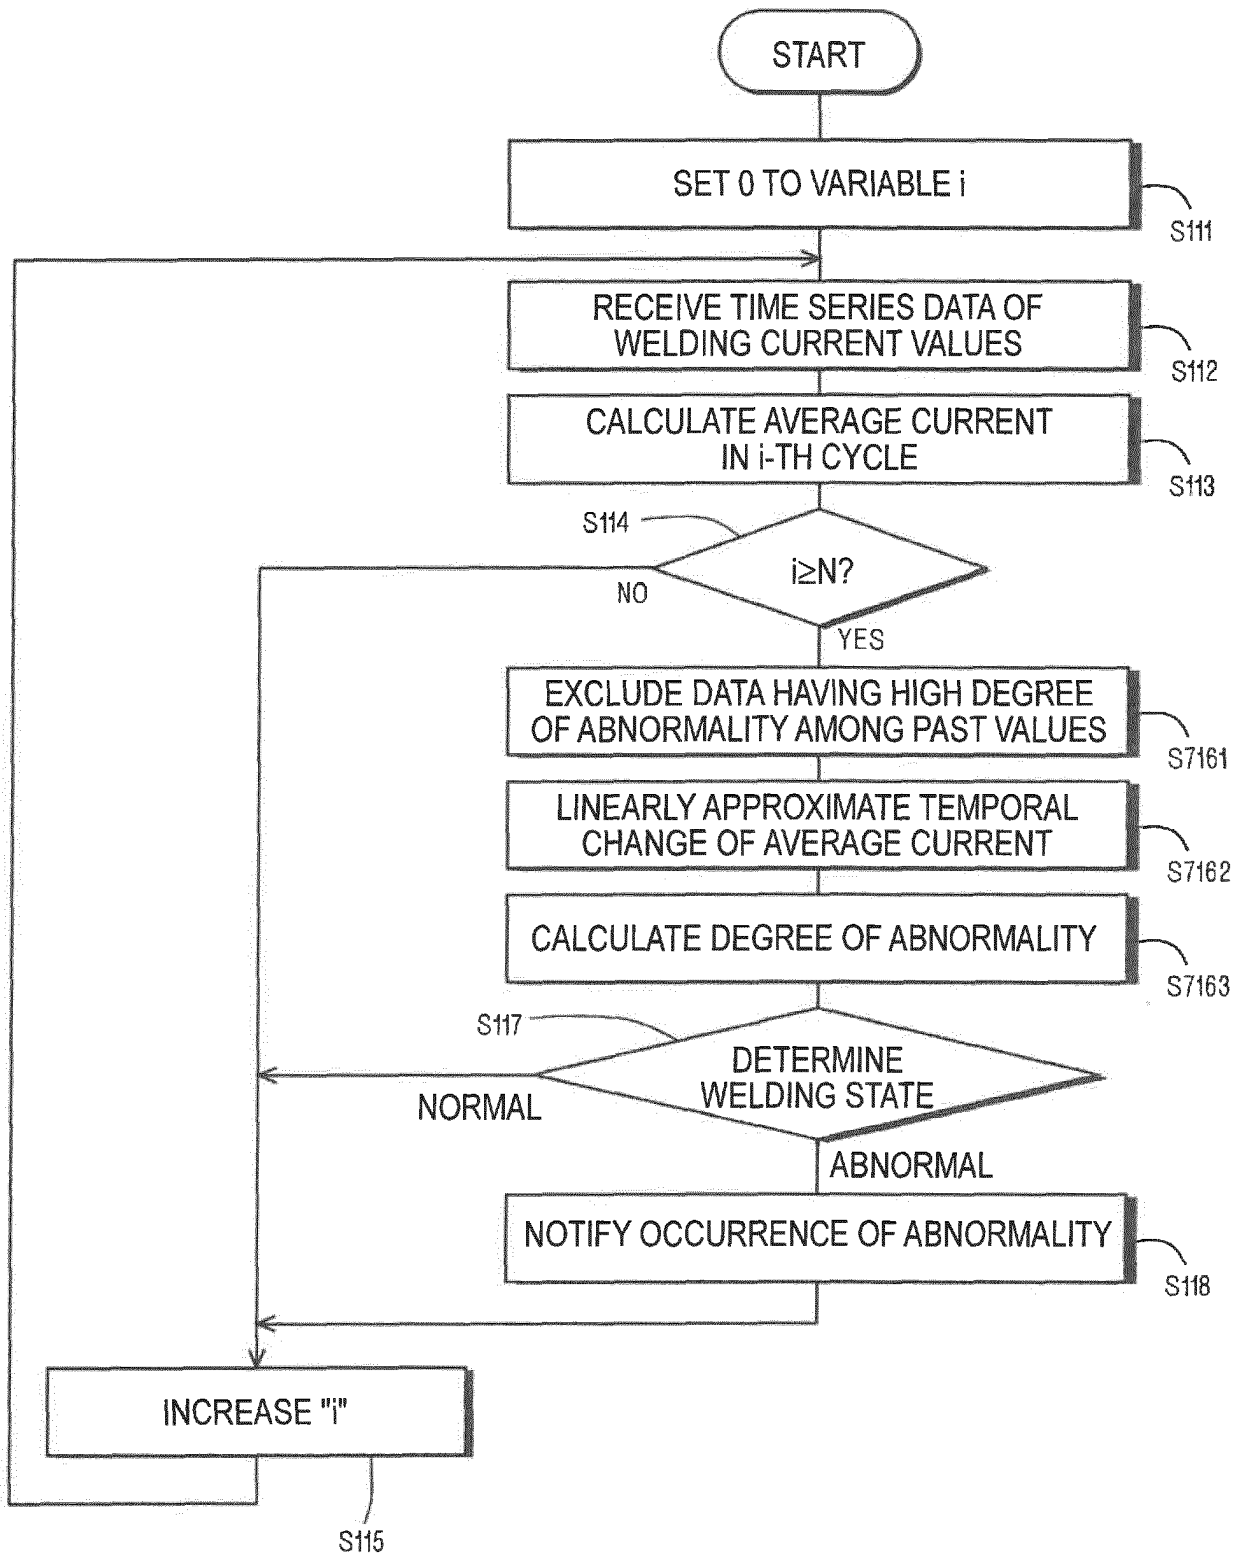 START
SET 0 TO VARIABLE i
S111
RECEIVE TIME SERIES DATA OF
WELDING CURRENT VALUES
S112
CALCULATE AVERAGE CURRENT
IN i-TH CYCLE
S113
S114
i≥N?
NO
YES
EXCLUDE DATA HAVING HIGH DEGREE
OF ABNORMALITY AMONG PAST VALUES
S7161
LINEARLY APPROXIMATE TEMPORAL
CHANGE OF AVERAGE CURRENT
S7162
CALCULATE DEGREE OF ABNORMALITY
S7163
S117
DETERMINE
WELDING STATE
NORMAL
ABNORMAL
NOTIFY OCCURRENCE OF ABNORMALITY
S118
INCREASE "i"
S115